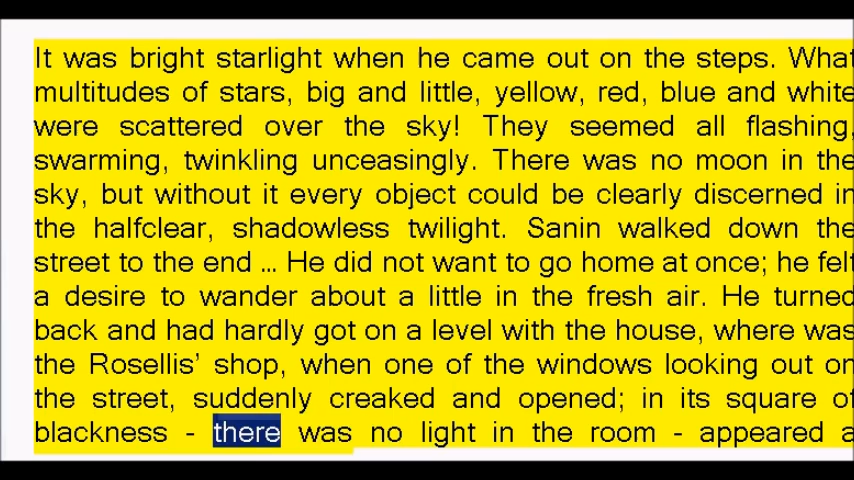 It was bright starlight when he came out on the steps. What
multitudes of stars, big and little, yellow, red, blue and white
were scattered over the sky! They seemed all flashing,
swarming, twinkling unceasingly. There was no moon in the
sky, but without it every object could be clearly discerned in
the halfclear, shadowless twilight. Sanin walked down the
street to the end ... He did not want to go home at once; he felt
a desire to wander about a little in the fresh air. He turned
back and had hardly got on a level with the house, where was
the Rosellis’ shop, when one of the windows looking out on
the street, suddenly creaked and opened; in its square of
blackness - there was no light in the room - appeared a